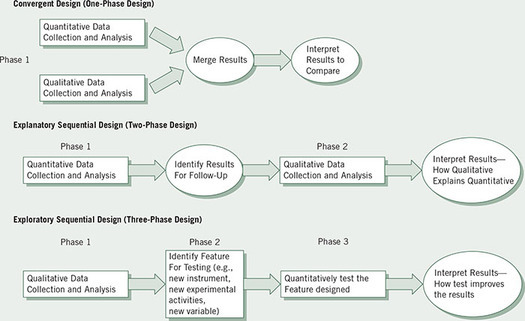 Convergent Design (One-Phase Design)
Quantitative Data
Collection and Analysis
Phase 1
Merge Results
Interpret
Results to
Compare
Qualitative Data
Collection and Analysis
Explanatory Sequential Design (Two-Phase Design)
Phase 1
Phase 2
Quantitative Data
Collection and Analysis
Identify Results
For Follow-Up
Qualitative Data
Collection and Analysis
Interpret Results—
How Qualitative
Explains Quantitative
Exploratory Sequential Design (Three-Phase Design)
Phase 1
Phase 2
Phase 3
Qualitative Data
Collection and Analysis
Identify Feature
For Testing (e.g.,
new instrument,
new experimental
activities,
new variable)
Quantitatively test the
Feature designed
Interpret Results—
How test improves
the results